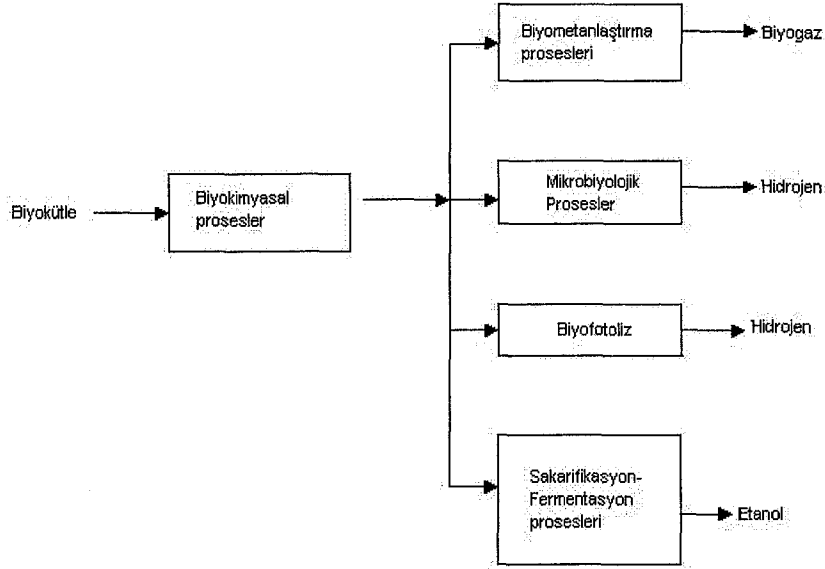 Biyometanlaştırma
prosesleri
Biyogaz
Biyokütle
Biyokimyasal
prosesler
Mikrobiyolojik
Prosesler
Hidrojen
Biyofotoliz
Hidrojen
Sakarifikasyon-
Fermentasyon
prosesleri
Etanol